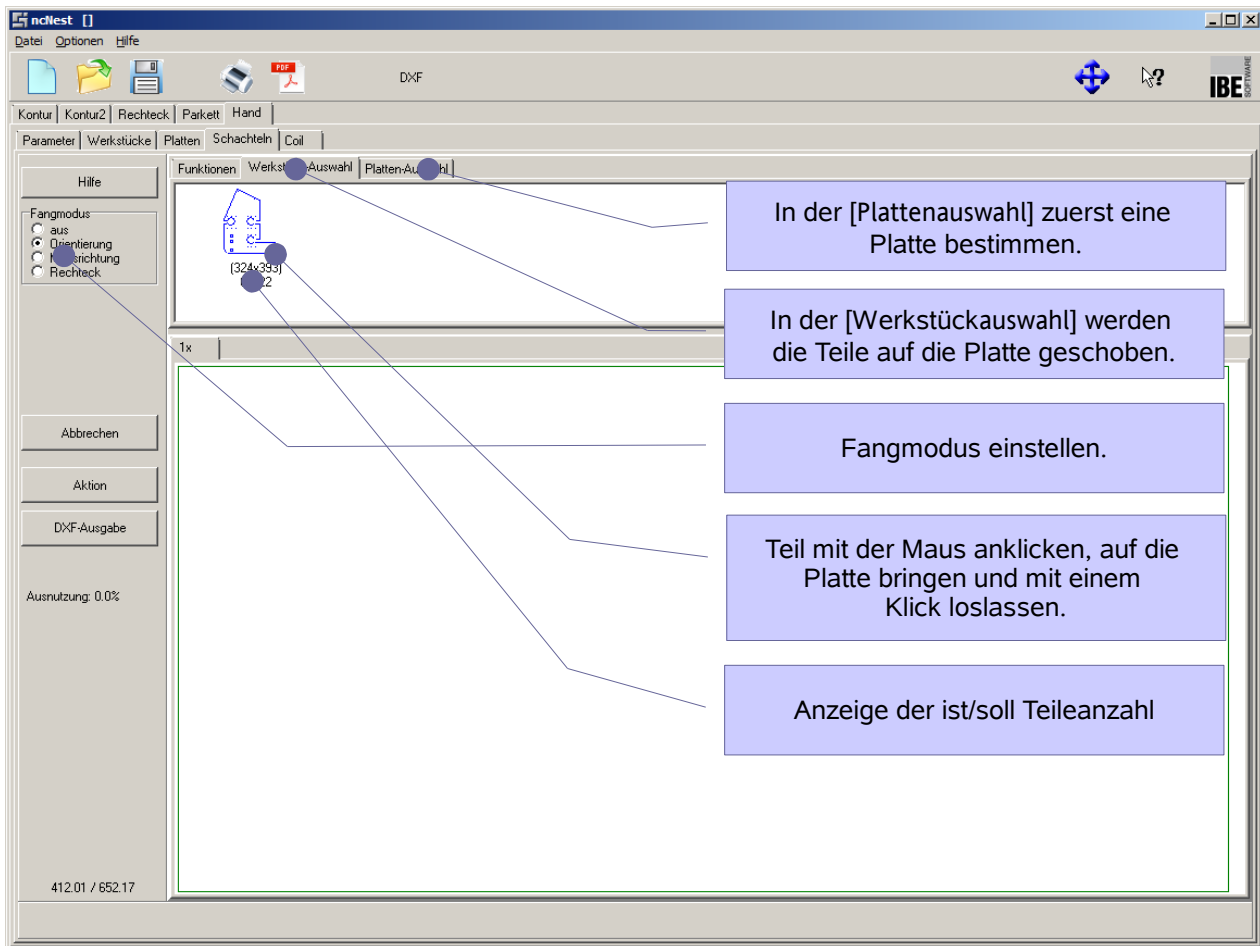 ncNest []
Datei Optionen Hilfe
PDF
DXF
IBE SOFTWARE
Kontur Kontur2 Rechteck Parkett Hand
Parameter Werkstücke Platten Schachteln Coil
Hilfe
Fangmodus
aus
Orientierung
Rechteck
Abbrechen
Aktion
DXF-Ausgabe
Ausnutzung: 0.0%
412.01 / 652.17
Funktionen
(324x393)
1x
In der [Plattenauswahl] zuerst eine
Platte bestimmen.
In der [Werkstückauswahl] werden
die Teile auf die Platte geschoben.
Fangmodus einstellen.
Teil mit der Maus anklicken, auf die
Platte bringen und mit einem
Klick loslassen.
Anzeige der ist/soll Teileanzahl